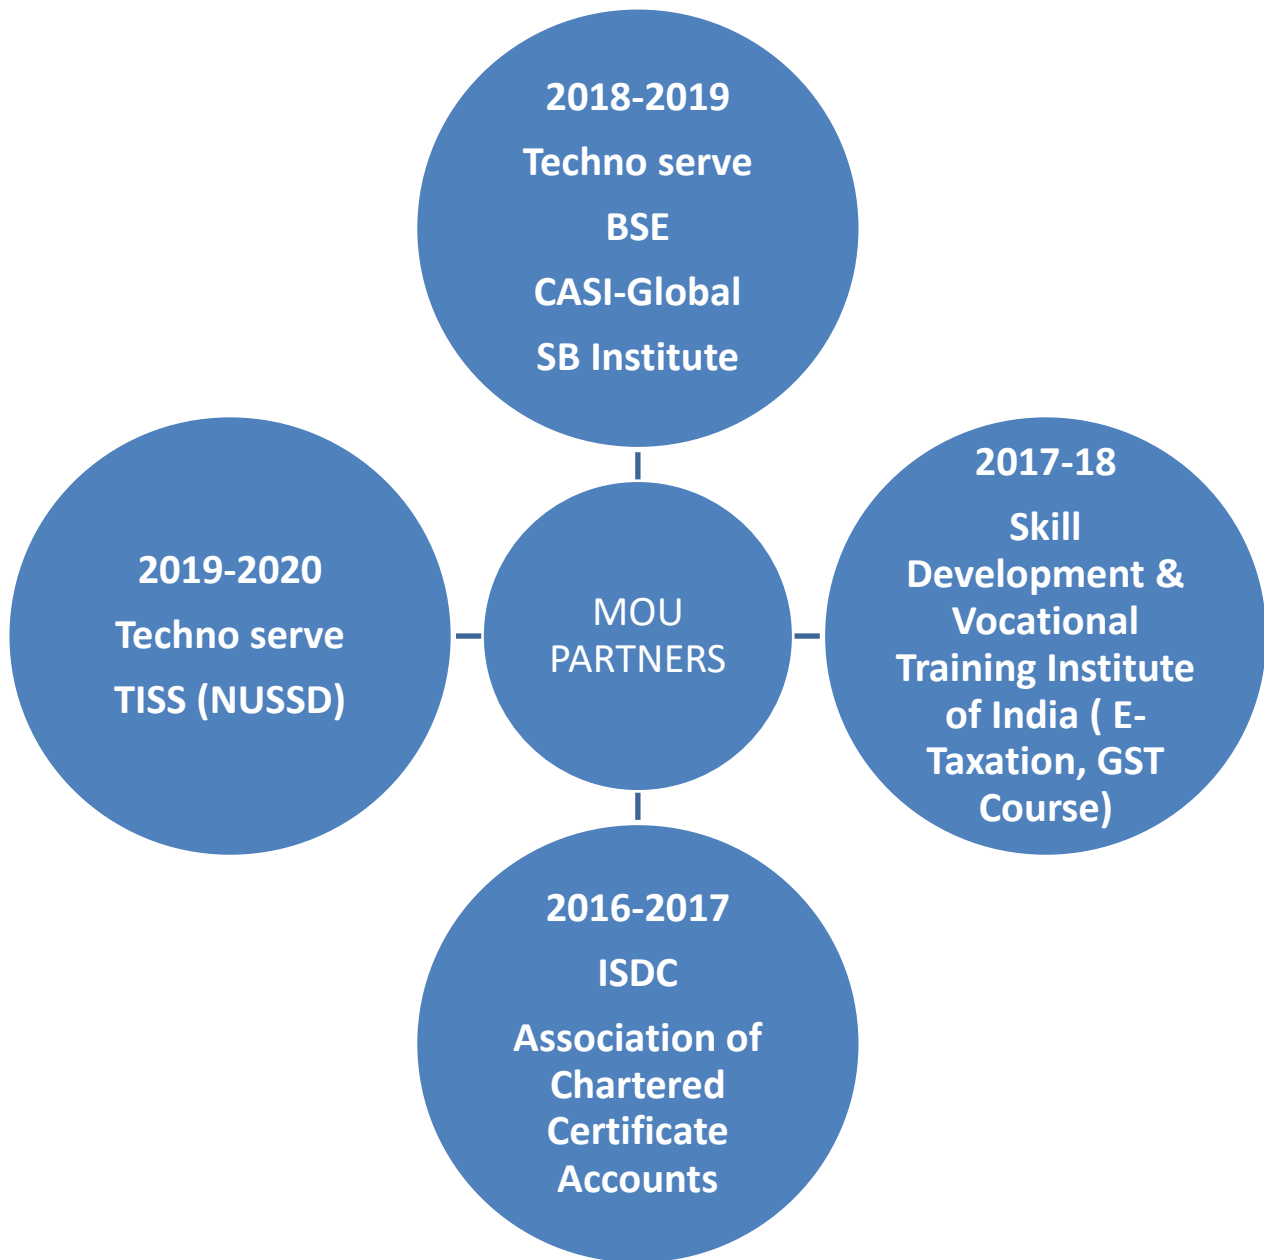 2018-2019
Techno serve
BSE
CASI-Global
SB Institute
2019-2020
Techno serve
TISS (NUSSD)
MOU
PARTNERS
2017-18
Skill
Development &
Vocational
Training Institute
of India ( E-
Taxation, GST
Course)
2016-2017
ISDC
Association of
Chartered
Certificate
Accounts